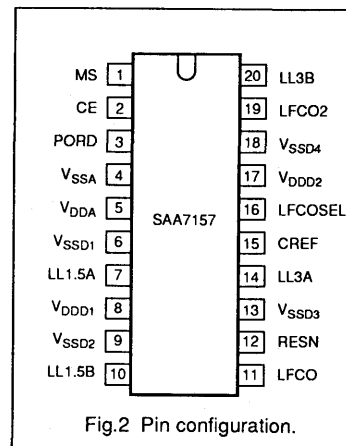 MS 1
CE 2
PORD 3
VSSA 4
VDDA 5
VSSD1 6
LL1.5A 7
VDDD1 8
VSSD2 9
LL1.5B 10
SAA7157
20 LL3B
19 LFCO2
18 VSSD4
17 VDDD2
16 LFCOSEL
15 CREF
14 LL3A
13 VSSD3
12 RESN
11 LFCO
Fig.2 Pin configuration.